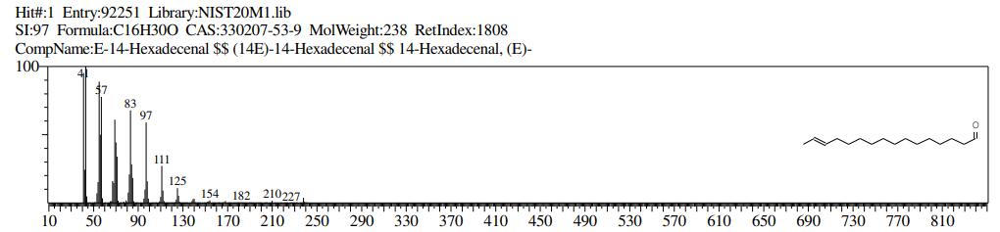 Hit#:1 Entry:92251 Library:NIST20M1.lib
SI:97 Formula:C16H30O CAS:330207-53-9 MolWeight:238 RetIndex:1808
CompName:E-14-Hexadecenal $$ (14E)-14-Hexadecenal $$ 14-Hexadecenal, (E)-
100
41
57
83
97
111
125
154 182 210 227
O
10 50 90 130 170 210 250 290 330 370 410 450 490 530 570 610 650 690 730 770 810